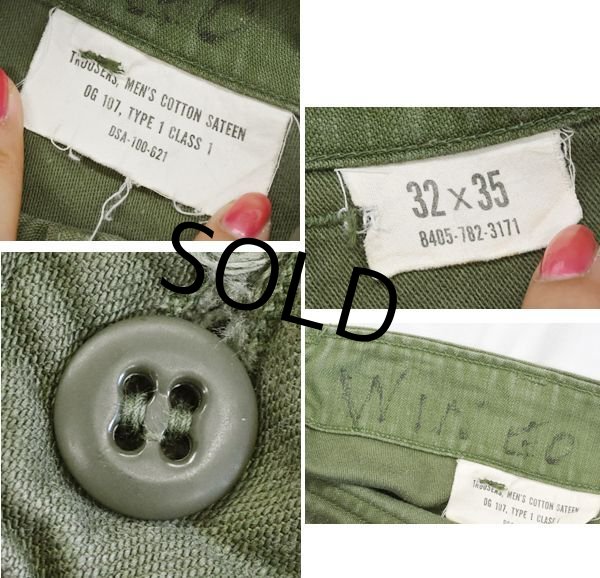 TROUSERS, MEN'S COTTON SATEEN
OG 107, TYPE 1 CLASS 1
DSA-100-621
32 x 35
8405-782-3171
SOLD
TROUSERS, MEN'S COTTON SATEEN
OG 107, TYPE 1 CLASS 1